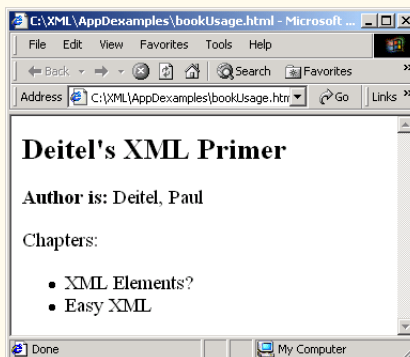 C:\XML\AppDexamples\bookUsage.html - Microsoft ...
File Edit View Favorites Tools Help
Back Search Favorites »
Address C:\XML\AppDexamples\bookUsage.htm Go Links »
Deitel's XML Primer
Author is: Deitel, Paul
Chapters:
• XML Elements?
• Easy XML
Done My Computer